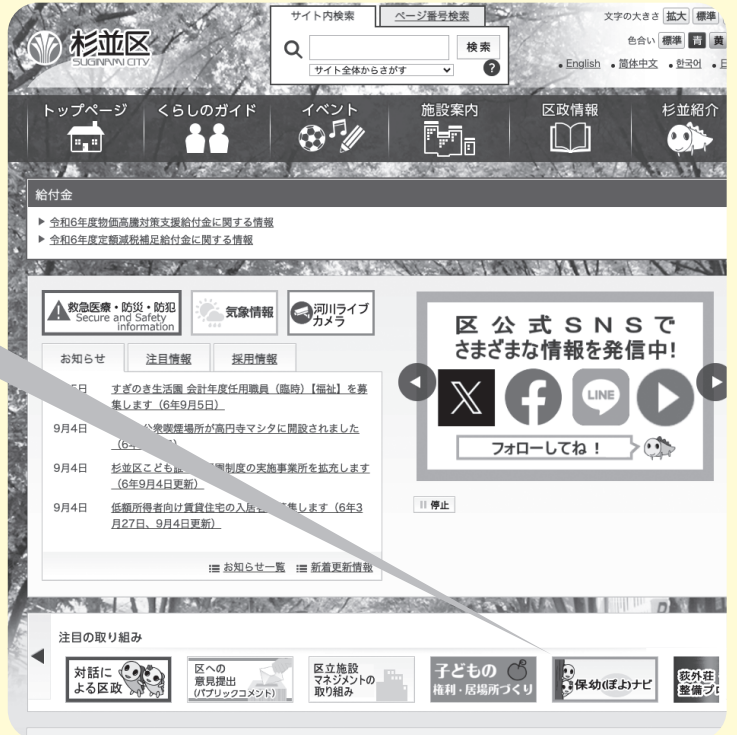 サイト内検索
ページ番号検索
文字の大きさ 拡大 標準
色合い 標準 青 黄
杉並区
SUGINAMI CITY
検索
サイト全体からさがす
?
English 简体中文 한국어
トップページ
くらしのガイド
イベント
施設案内
区政情報
杉並紹介
給付金
令和6年度物価高騰対策支援給付金に関する情報
令和6年度定額減税補足給付金に関する情報
救急医療・防災・防犯
Secure and Safety
information
気象情報
河川ライブ
カメラ
お知らせ
注目情報
採用情報
5日 すぎのき生活園 会計年度任用職員（臨時）【福祉】を募
集します（6年9月5日）
9月4日 公衆喫煙場所が高円寺マシタに開設されました
9月4日 杉並区こども 園制度の実施事業所を拡充します
（6年9月4日更新）
9月4日 低額所得者向け賃貸住宅の入居 集します（6年3
月27日、9月4日更新）
お知らせ一覧
新着更新情報
区公式SNSで
さまざまな情報を発信中!
X
f
LINE
フォローしてね！
停止
注目の取り組み
対話に
よる区政
区への
意見提出
(パブリックコメント)
区立施設
マネジメントの
取り組み
子どもの
権利・居場所づくり
保幼(ほよ)ナビ
荻外荘
整備プロ